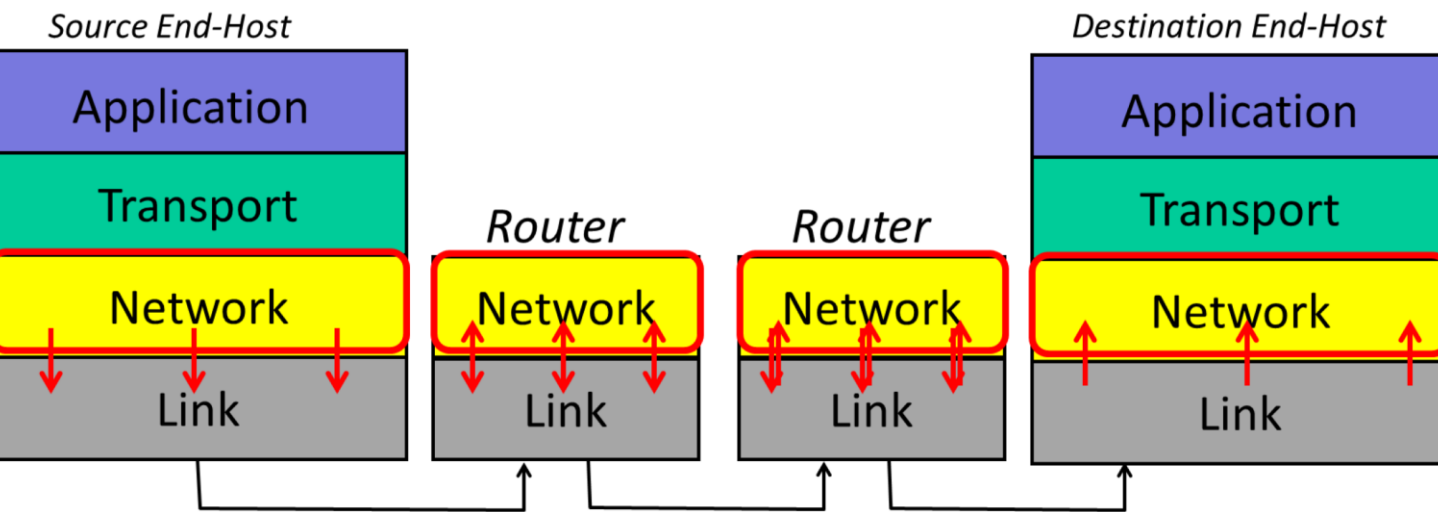 Source End-Host
Application
Transport
Network
Link
Router
Network
Link
Router
Network
Link
Destination End-Host
Application
Transport
Network
Link